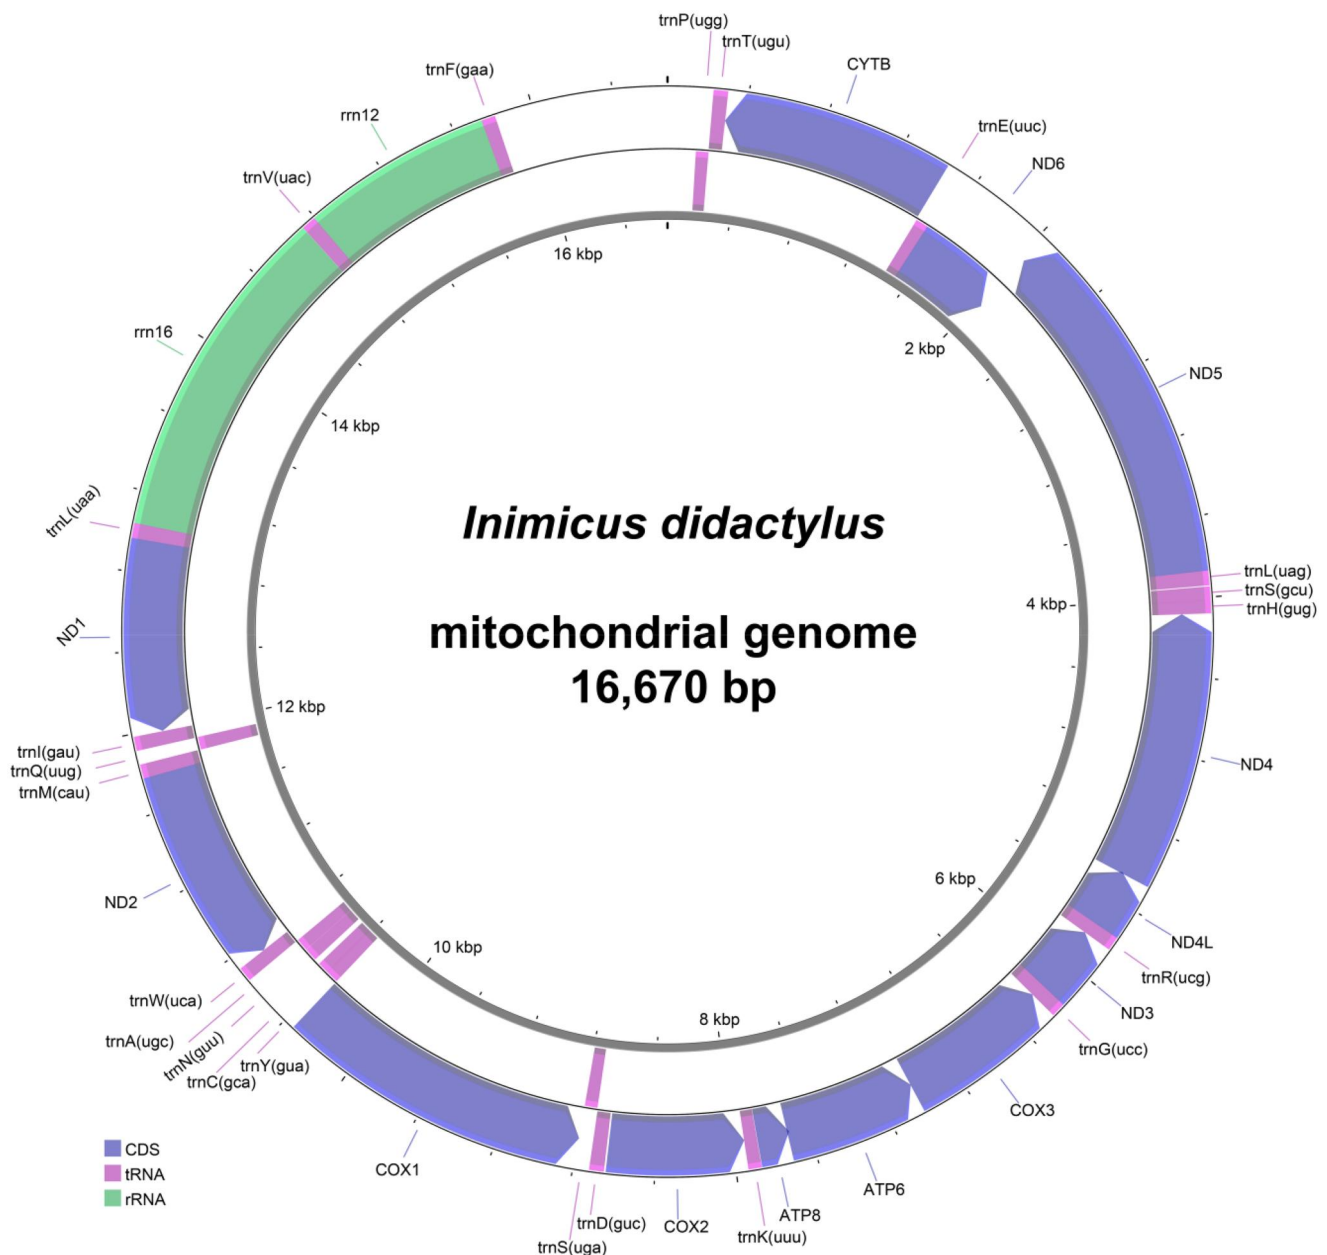 trnP(ugg)
trnT(ugu)
CYTB
trnF(gaa)
rrn12
trnE(uuc)
ND6
trnV(uac)
16 kbp
2 kbp
rrn16
ND5
14 kbp
trnL(uaa)
Inimicus didactylus
trnL(uag)
trnS(gcu)
trnH(gug)
4 kbp
ND1
mitochondrial genome
16,670 bp
12 kbp
trnI(gau)
trnQ(uug)
trnM(cau)
ND4
6 kbp
ND2
10 kbp
ND4L
trnR(ucg)
trnW(uca)
ND3
8 kbp
trnA(ugc)
trnN(guu)
trnC(gca)
trnY(gua)
trnG(ucc)
COX3
CDS
tRNA
rRNA
COX1
ATP6
trnD(guc)
COX2
ATP8
trnK(uuu)
trnS(uga)